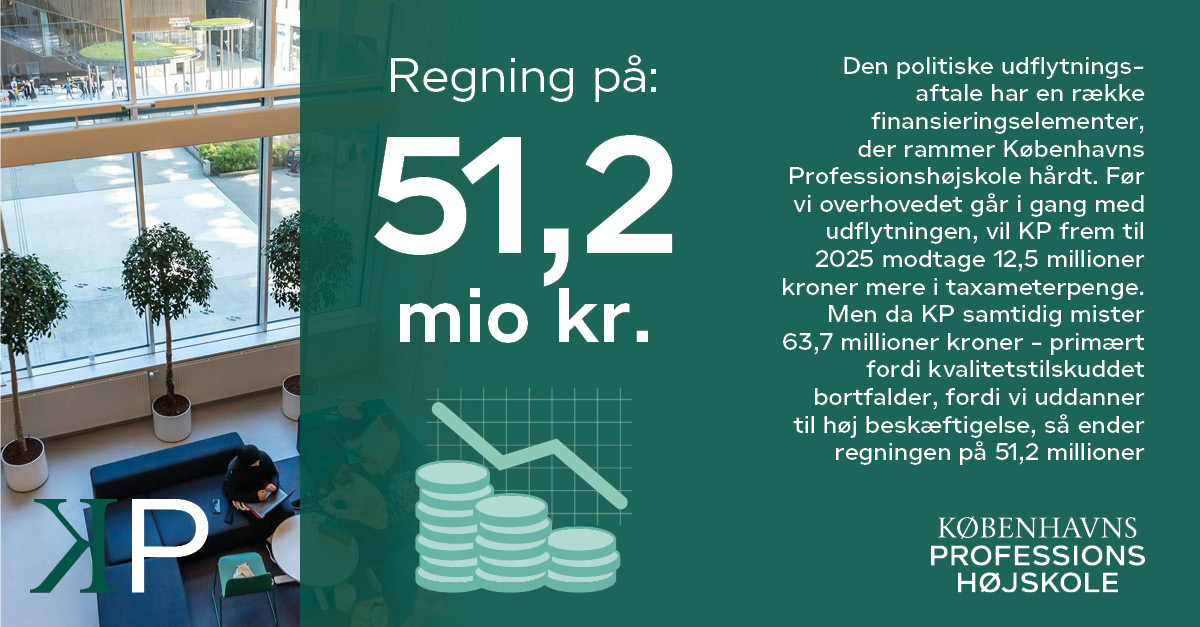 Regning på:
51,2
mio kr.
Den politiske udflytnings-
aftale har en række
finansieringselementer,
der rammer Københavns
Professionshøjskole hårdt. Før
vi overhovedet går i gang med
udflytningen, vil KP frem til
2025 modtage 12,5 millioner
kroner mere i taxameterpenge.
Men da KP samtidig mister
63,7 millioner kroner – primært
fordi kvalitetstilskuddet
bortfalder, fordi vi uddanner
til høj beskæftigelse, så ender
regningen på 51,2 millioner
KP
KØBENHAVNS
PROFESSIONS
HØJSKOLE